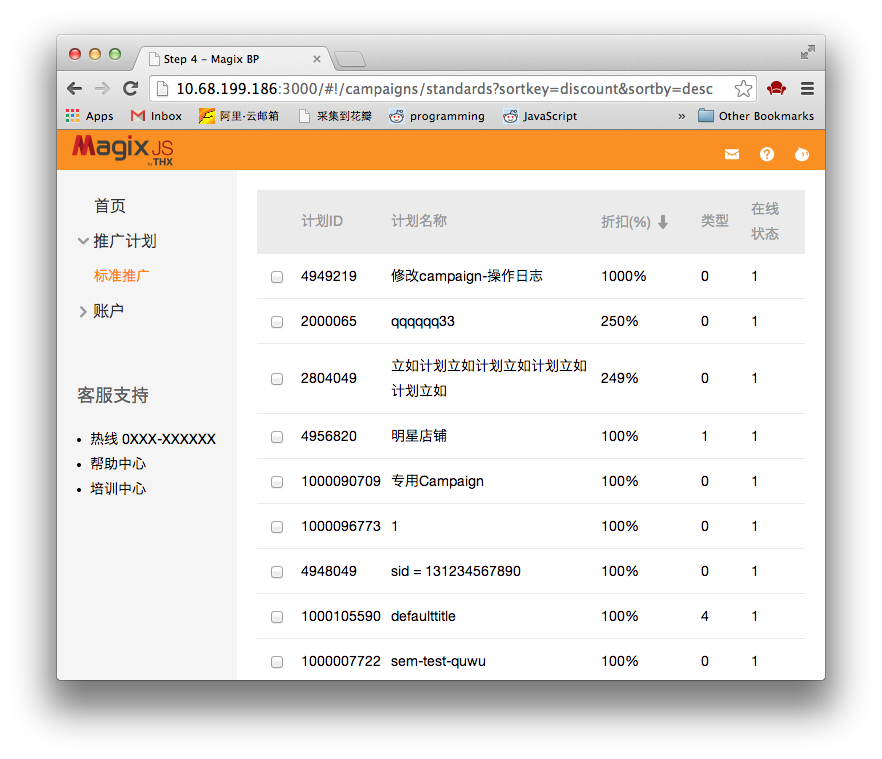 Step 4 – Magix BP
10.68.199.186:3000/#!/campaigns/standards?sortkey=discount&sortby=desc
Apps Inbox 阿里·云邮箱 采集到花瓣 programming JavaScript » Other Bookmarks
Magix JS
by THX
首页
推广计划
标准推广
账户
客服支持
热线 0XXX-XXXXXX
帮助中心
培训中心
计划ID 计划名称 折扣(%) 类型 在线
状态
4949219 修改campaign-操作日志 1000% 0 1
2000065 qqqqqq33 250% 0 1
2804049 立如计划立如计划立如计划立如 249% 0 1
计划立如
4956820 明星店铺 100% 1 1
1000090709 专用Campaign 100% 0 1
1000096773 1 100% 0 1
4948049 sid = 131234567890 100% 0 1
1000105590 defaulttitle 100% 4 1
1000007722 sem-test-quwu 100% 0 1